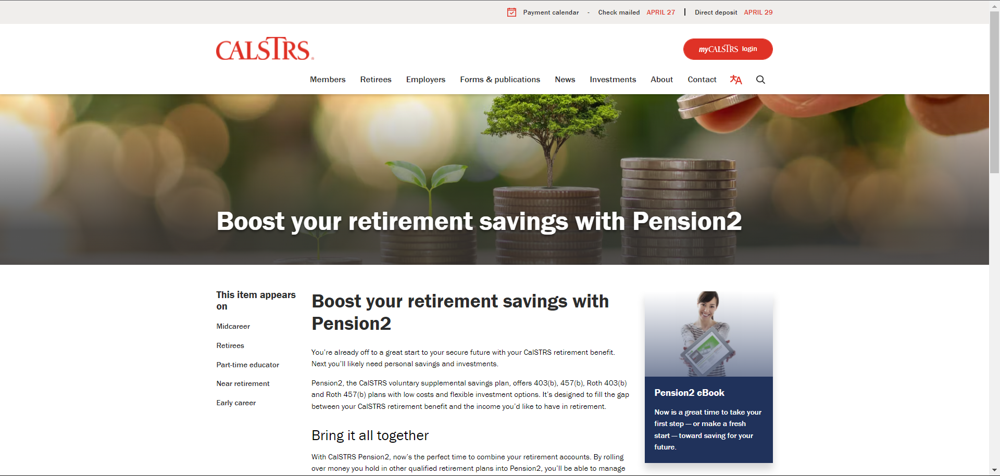 Payment calendar - Check mailed APRIL 27 | Direct deposit APRIL 29
CALSTRS®
myCALSTRS login
Members Retirees Employers Forms & publications News Investments About Contact 文A
Boost your retirement savings with Pension2
This item appears
on
Midcareer
Retirees
Part-time educator
Near retirement
Early career
Boost your retirement savings with
Pension2
You’re already off to a great start to your secure future with your CalSTRS retirement benefit.
Next you’ll likely need personal savings and investments.
Pension2, the CalSTRS voluntary supplemental savings plan, offers 403(b), 457(b), Roth 403(b)
and Roth 457(b) plans with low costs and flexible investment options. It’s designed to fill the gap
between your CalSTRS retirement benefit and the income you’d like to have in retirement.
Bring it all together
With CalSTRS Pension2, now’s the perfect time to combine your retirement accounts. By rolling
over money you hold in other qualified retirement plans into Pension2, you’ll be able to manage
Pension2 eBook
Now is a great time to take your
first step — or make a fresh
start — toward saving for your
future.